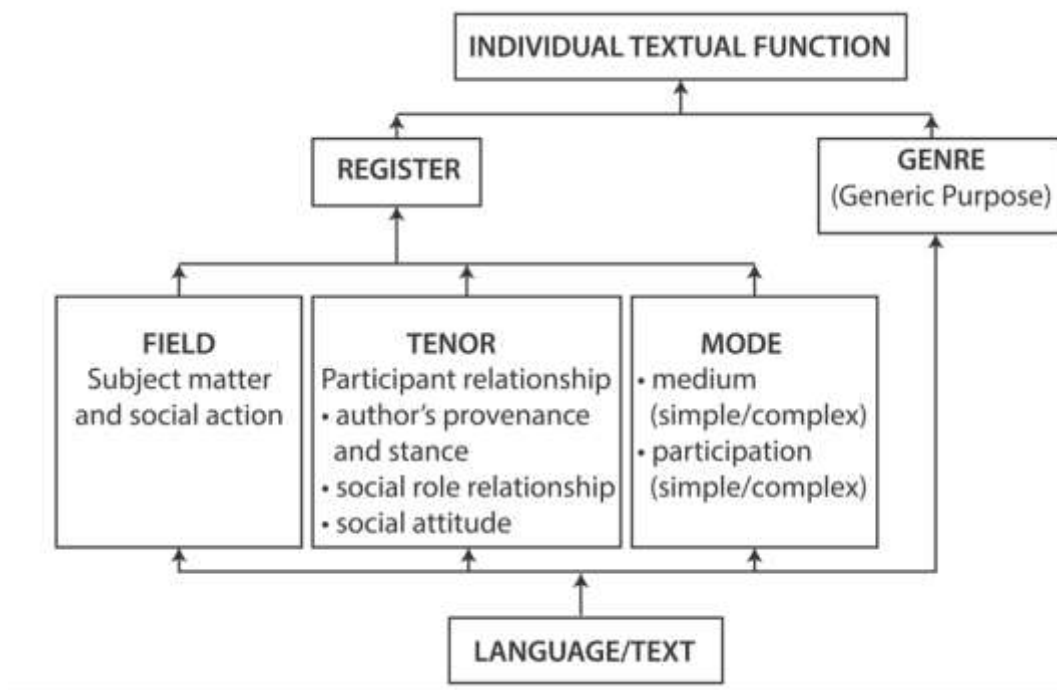 INDIVIDUAL TEXTUAL FUNCTION
REGISTER
GENRE
(Generic Purpose)
FIELD
Subject matter
and social action
TENOR
Participant relationship
• author's provenance
and stance
• social role relationship
• social attitude
MODE
• medium
(simple/complex)
• participation
(simple/complex)
LANGUAGE/TEXT